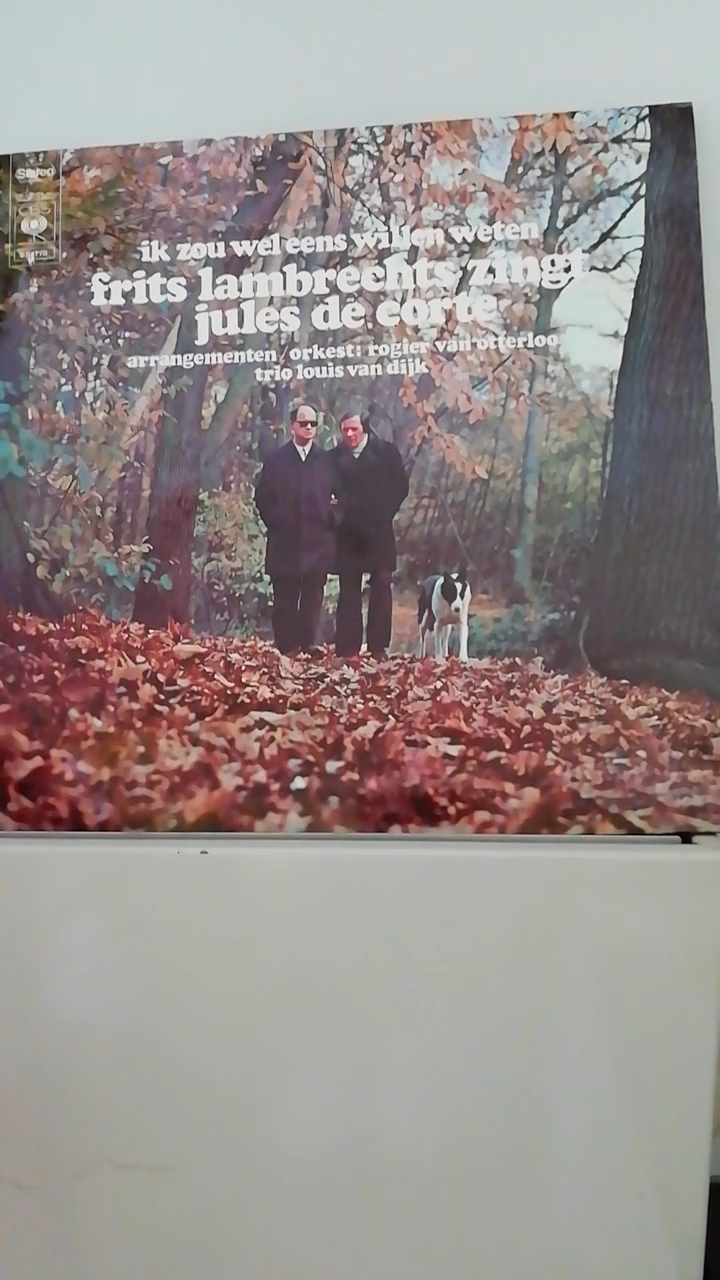 Stereo
CBS
ik zou wel eens willen weten
frits lambrechts zingt
jules de corte
arrangementen / orkest: rogier van otterloo
trio louis van dijk